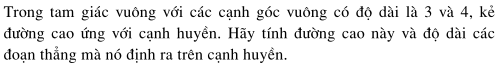 Trong tam giác vuông với các cạnh góc vuông có độ dài là 3 và 4, kẻ
đường cao ứng với cạnh huyền. Hãy tính đường cao này và độ dài các
đoạn thẳng mà nó định ra trên cạnh huyền.